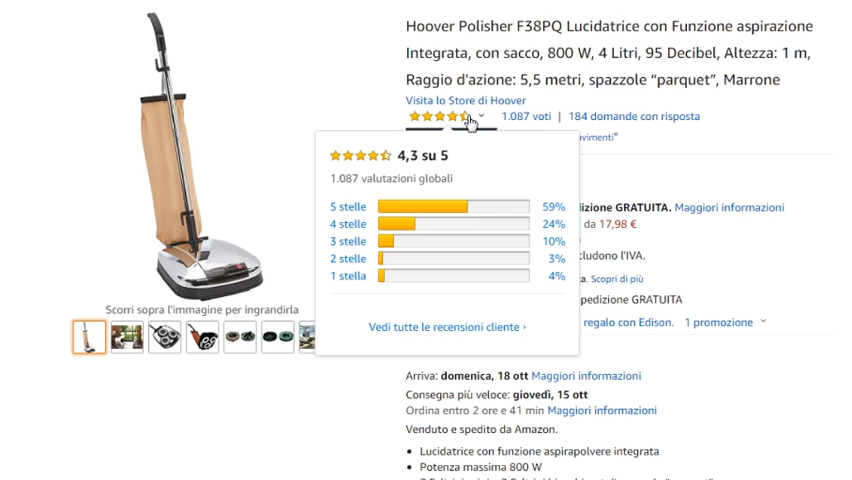 Hoover Polisher F38PQ Lucidatrice con Funzione aspirazione
Integrata, con sacco, 800 W, 4 Litri, 95 Decibel, Altezza: 1 m,
Raggio d'azione: 5,5 metri, spazzole “parquet”, Marrone
Visita lo Store di Hoover
1.087 voti | 184 domande con risposta
avimenti"
4,3 su 5
1.087 valutazioni globali
5 stelle 59%
4 stelle 24%
3 stelle 10%
2 stelle 3%
1 stella 4%
Vedi tutte le recensioni cliente ›
dizione GRATUITA. Maggiori informazioni
da 17,98 €
cludono l'IVA.
a. Scopri di più
pedizione GRATUITA
regalo con Edison. 1 promozione
Scorri sopra l'immagine per ingrandirla
Arriva: domenica, 18 ott Maggiori informazioni
Consegna più veloce: giovedì, 15 ott
Ordina entro 2 ore e 41 min Maggiori informazioni
Venduto e spedito da Amazon.
• Lucidatrice con funzione aspirapolvere integrata
• Potenza massima 800 W